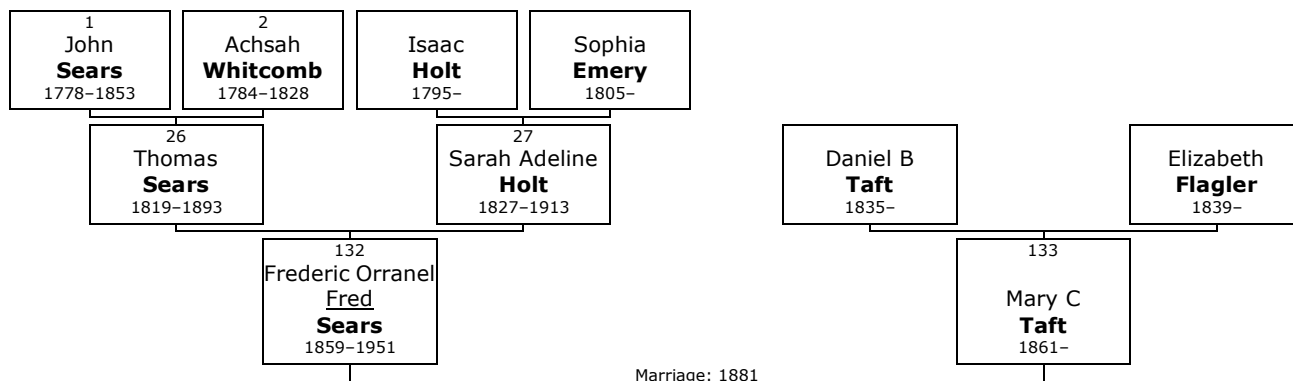 1
John
Sears
1778–1853
2
Achsah
Whitcomb
1784–1828
Isaac
Holt
1795–
Sophia
Emery
1805–
26
Thomas
Sears
1819–1893
27
Sarah Adeline
Holt
1827–1913
Daniel B
Taft
1835–
Elizabeth
Flagler
1839–
132
Frederic Orranel
Fred
Sears
1859–1951
133
Mary C
Taft
1861–
Marriage: 1881